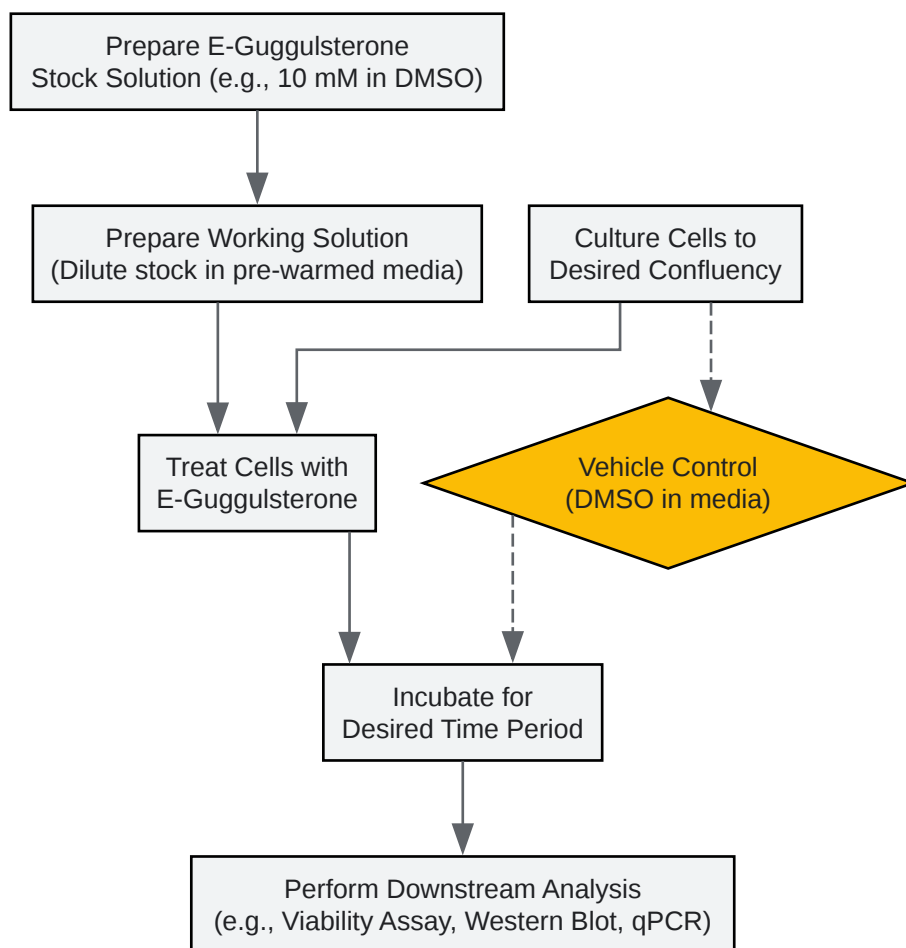 Prepare E-Guggulsterone
Stock Solution (e.g., 10 mM in DMSO)
Prepare Working Solution
(Dilute stock in pre-warmed media)
Culture Cells to
Desired Confluency
Treat Cells with
E-Guggulsterone
Vehicle Control
(DMSO in media)
Incubate for
Desired Time Period
Perform Downstream Analysis
(e.g., Viability Assay, Western Blot, qPCR)